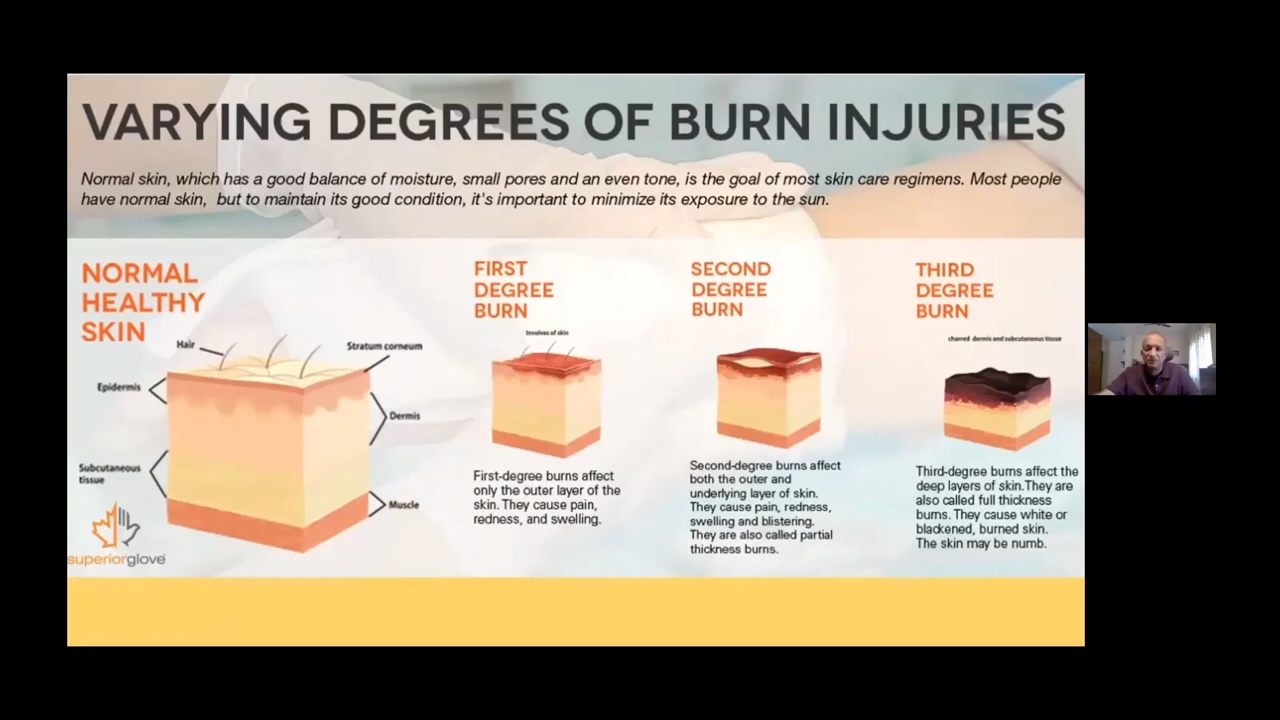 VARYING DEGREES OF BURN INJURIES
Normal skin, which has a good balance of moisture, small pores and an even tone, is the goal of most skin care regimens. Most people
have normal skin, but to maintain its good condition, it's important to minimize its exposure to the sun.
NORMAL
HEALTHY
SKIN
Hair
Stratum corneum
Epidermis
Dermis
Subcutaneous
tissue
Muscle
superiorglove
FIRST
DEGREE
BURN
Involves of skin
First-degree burns affect
only the outer layer of the
skin. They cause pain,
redness, and swelling.
SECOND
DEGREE
BURN
Second-degree burns affect
both the outer and
underlying layer of skin.
They cause pain, redness,
swelling and blistering.
They are also called partial
thickness burns.
THIRD
DEGREE
BURN
charred dermis and subcutaneous tissue
Third-degree burns affect the
deep layers of skin.They are
also called full thickness
burns. They cause white or
blackened, burned skin.
The skin may be numb.